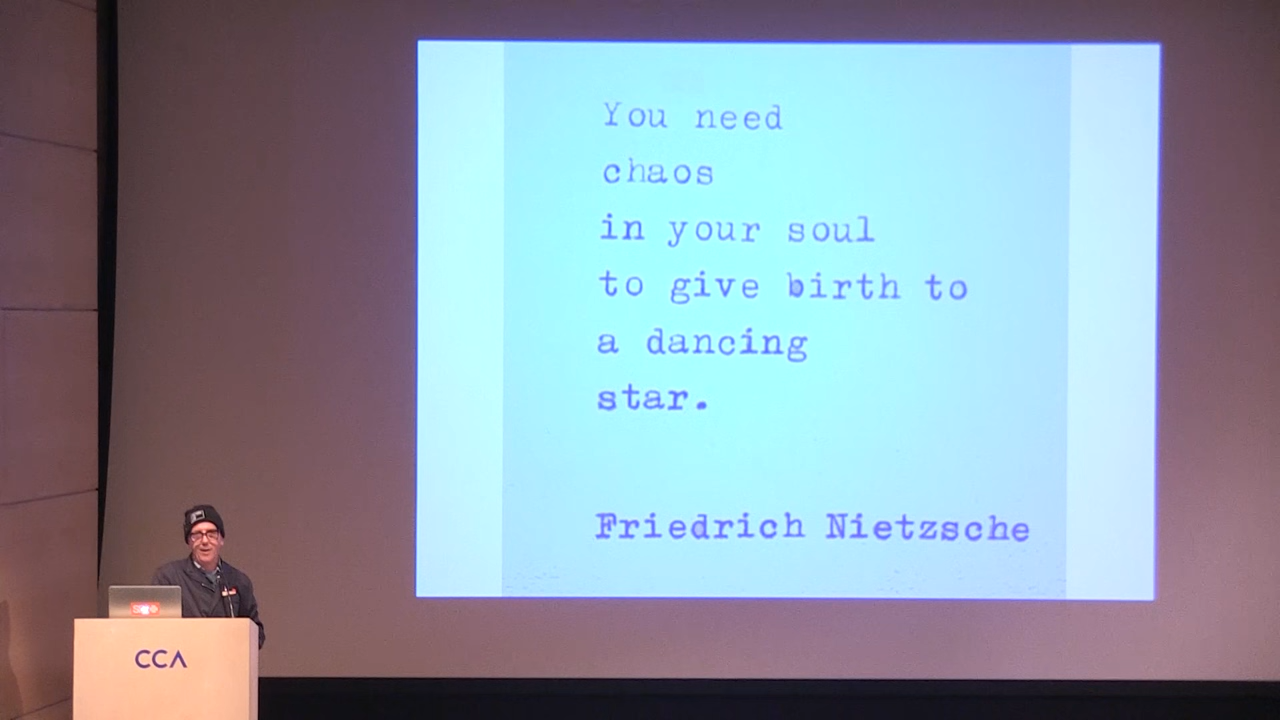 You need
chaos
in your soul
to give birth to
a dancing
star.
Friedrich Nietzsche
CCA